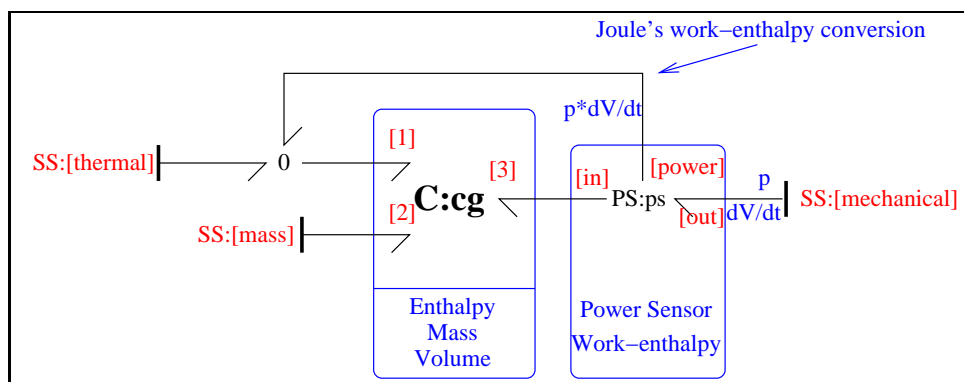 Joule's work−enthalpy conversion
p*dV/dt
[1]
SS:[thermal]
0
[3]
[in]
[power]
p
C:cg
PS:ps
SS:[mechanical]
[2]
[out]
dV/dt
SS:[mass]
Enthalpy
Mass
Volume
Power Sensor
Work−enthalpy